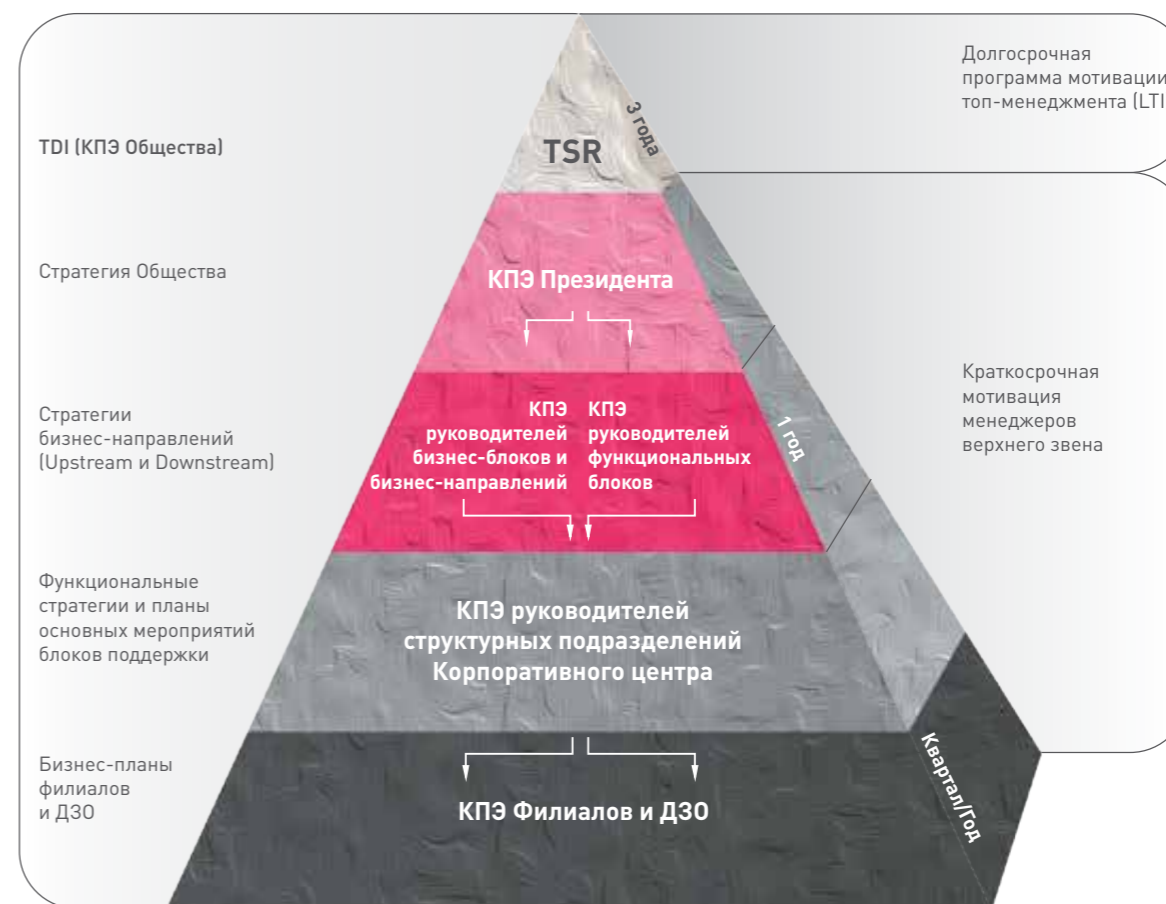 Долгосрочная
программа мотивации
топ-менеджмента (LTI
3 года
TDI (КПЭ Общества)
TSR
Стратегия Общества
КПЭ Президента
Краткосрочная
мотивация
менеджеров
верхнего звена
Стратегии
бизнес-направлений
(Upstream и Downstream)
КПЭ
руководителей
бизнес-блоков и
бизнес-направлений
КПЭ
руководителей
функциональных
блоков
1 год
Функциональные
стратегии и планы
основных мероприятий
блоков поддержки
КПЭ руководителей
структурных подразделений
Корпоративного центра
Бизнес-планы
филиалов
и ДЗО
КПЭ Филиалов и ДЗО
Квартал/Год